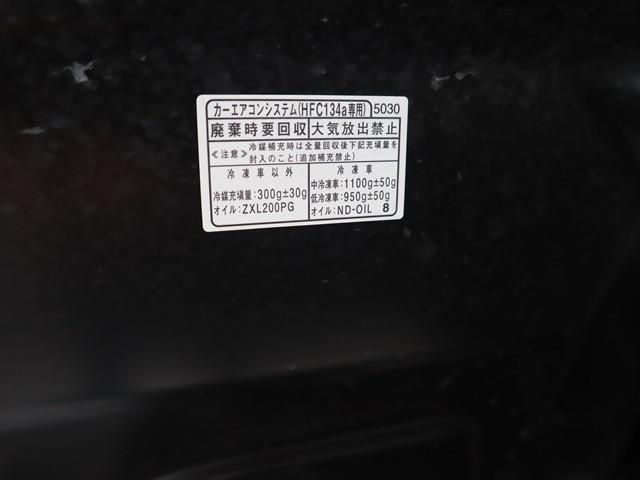 カーエアコンシステム(HFC134a専用) 5030
廃棄時要回収 大気放出禁止
≪注意≫ 冷媒補充時は全量回収後下記充填量を
封入のこと(追加補充禁止)
冷凍車以外
冷媒充填量:300g±30g
オイル:ZXL200PG
冷凍車
中冷凍車:1100g±50g
低冷凍車:950g±50g
オイル:ND-OIL 8